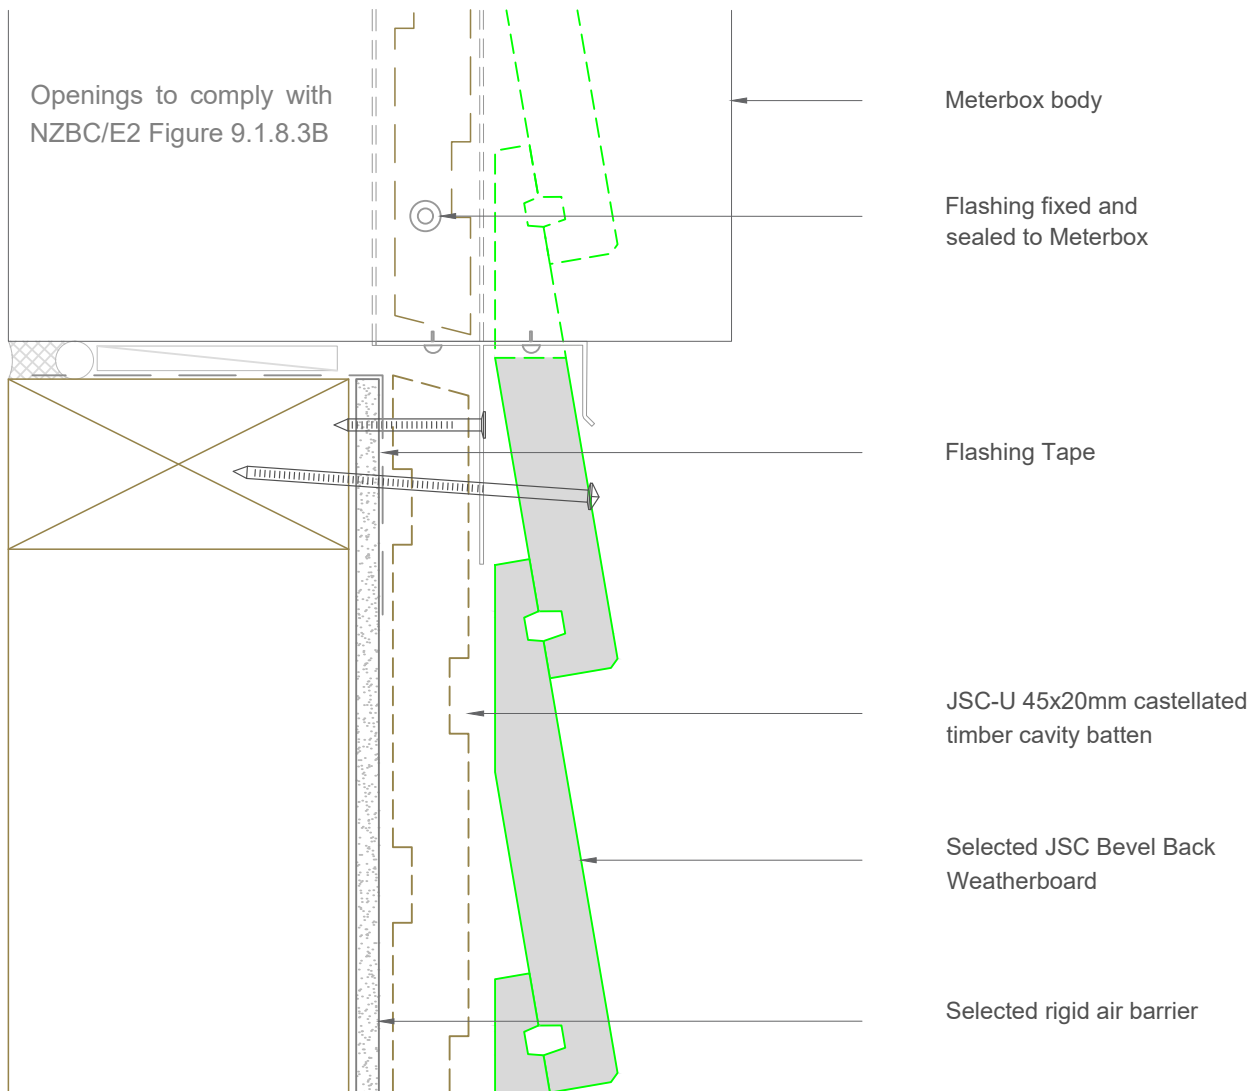 Openings to comply with
NZBC/E2 Figure 9.1.8.3B
Meterbox body
Flashing fixed and
sealed to Meterbox
Flashing Tape
JSC-U 45x20mm castellated
timber cavity batten
Selected JSC Bevel Back
Weatherboard
Selected rigid air barrier